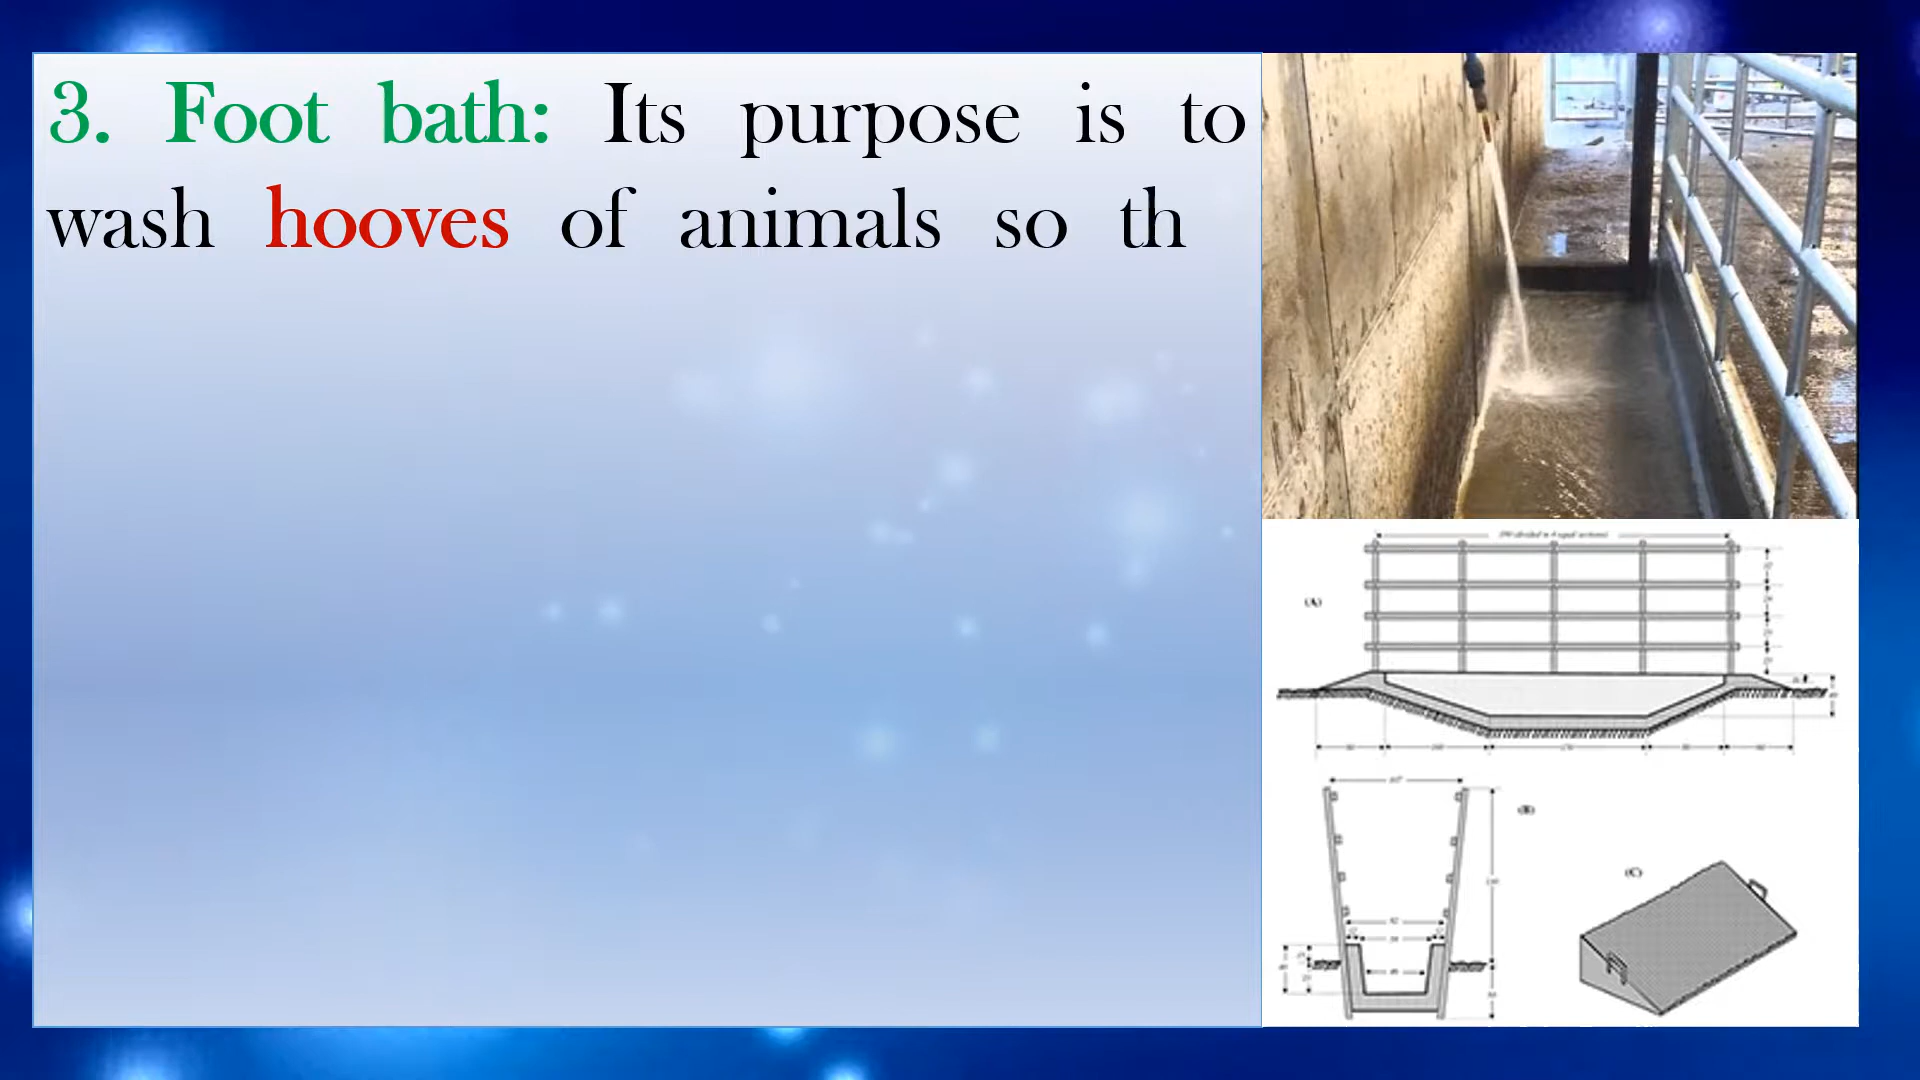 3. Foot bath: Its purpose is to
wash hooves of animals so th
(A)
(B)
(C)